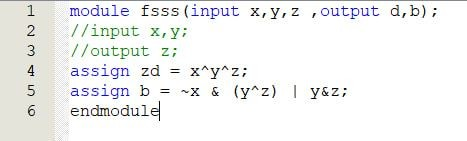 1 module fsss(input x,y,z ,output d,b);
2 //input x,y;
3 //output z;
4 assign zd = x^y^z;
5 assign b = ~x & (y^z) | y&z;
6 endmodule